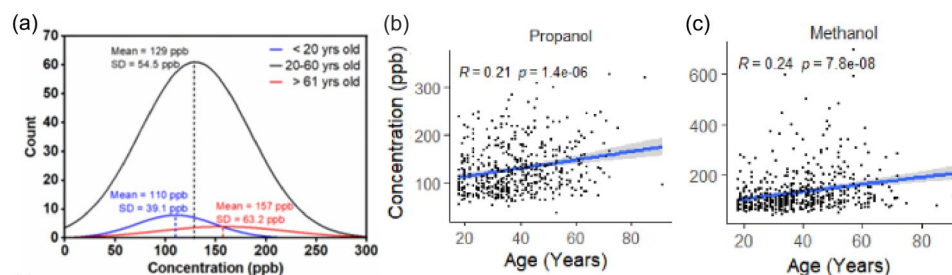 (a)
70
60
50
40
30
20
10
0
Count
Mean = 129 ppb
SD = 54.5 ppb
< 20 yrs old
20-60 yrs old
> 61 yrs old
Mean = 110 ppb
SD = 39.1 ppb
Mean = 157 ppb
SD = 63.2 ppb
0 50 100 150 200 250 300
Concentration (ppb)
(b)
Propanol
R = 0.21 p = 1.4e-06
Concentration (ppb)
300
200
100
20 40 60 80
Age (Years)
(c)
Methanol
R = 0.24 p = 7.8e-08
600
400
200
20 40 60 80
Age (Years)